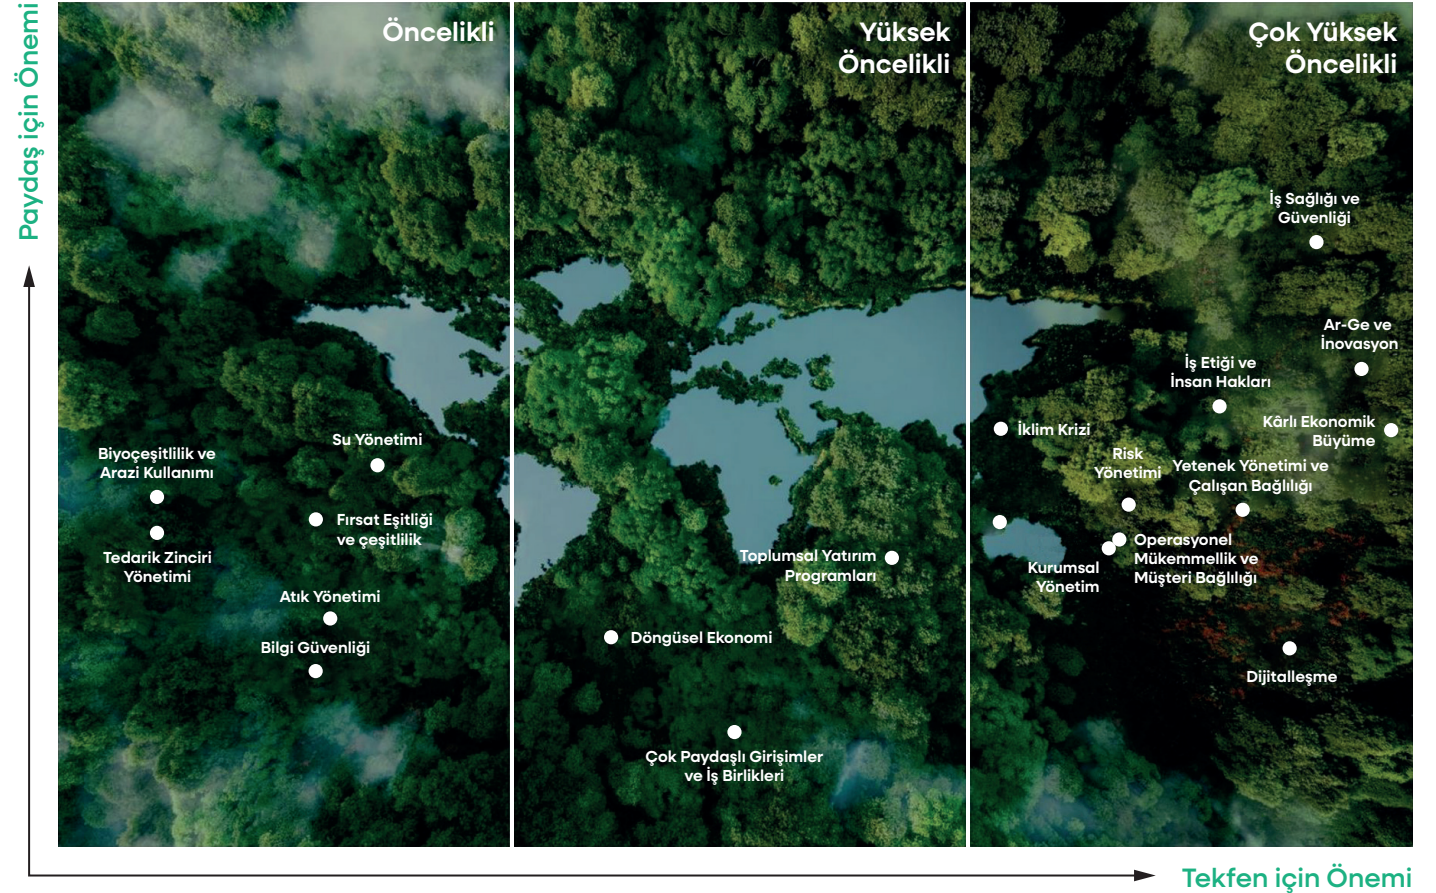 Paydaş için Önemi
Öncelikli
Biyoçeşitlilik ve
Arazi Kullanımı
Su Yönetimi
Fırsat Eşitliği
ve çeşitlilik
Tedarik Zinciri
Yönetimi
Atık Yönetimi
Bilgi Güvenliği
Yüksek
Öncelikli
Toplumsal Yatırım
Programları
Döngüsel Ekonomi
Çok Paydaşlı Girişimler
ve İş Birlikleri
Çok Yüksek
Öncelikli
İş Sağlığı ve
Güvenliği
Ar-Ge ve
İnovasyon
İş Etiği ve
İnsan Hakları
Kârlı Ekonomik
Büyüme
İklim Krizi
Risk
Yönetimi
Yetenek Yönetimi ve
Çalışan Bağlılığı
Operasyonel
Mükemmellik ve
Müşteri Bağlılığı
Kurumsal
Yönetim
Dijitalleşme
Tekfen için Önemi